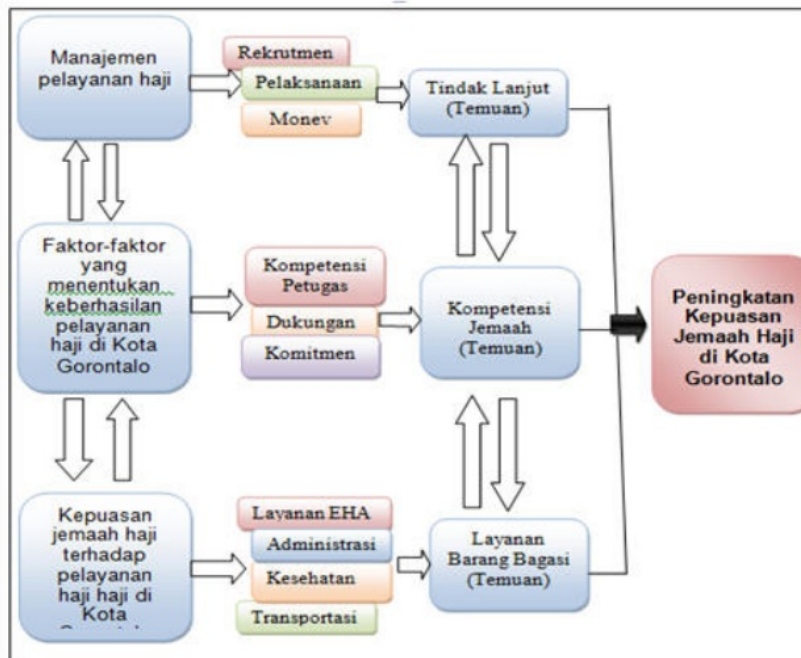 Manajemen
pelayanan haji
Rekrutmen
Pelaksanaan
Monev
Tindak Lanjut
(Temuan)
Faktor-faktor
yang
menentukan
keberhasilan
pelayanan
haji di Kota
Gorontalo
Kompetensi
Petugas
Dukungan
Komitmen
Kompetensi
Jemaah
(Temuan)
Peningkatan
Kepuasan
Jemaah Haji
di Kota
Gorontalo
Kepuasan
jemaah haji
terhadap
pelayanan
haji haji di
Kota
Layanan EHA
Administrasi
Kesehatan
Transportasi
Layanan
Barang Bagasi
(Temuan)